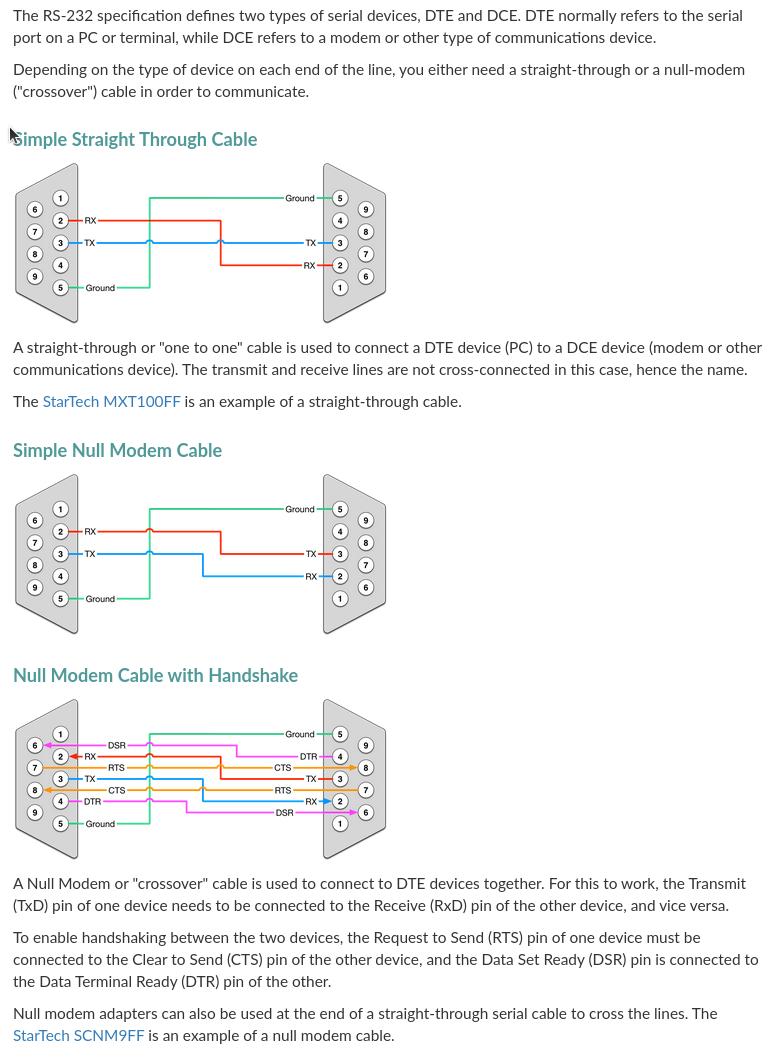 The RS-232 specification defines two types of serial devices, DTE and DCE. DTE normally refers to the serial
port on a PC or terminal, while DCE refers to a modem or other type of communications device.
Depending on the type of device on each end of the line, you either need a straight-through or a null-modem
("crossover") cable in order to communicate.
Simple Straight Through Cable
1 Ground 5
6 9
2 RX 4
7 8
3 TX TX 3
8 7
4 RX 2
9 6
5 Ground 1
A straight-through or "one to one" cable is used to connect a DTE device (PC) to a DCE device (modem or other
communications device). The transmit and receive lines are not cross-connected in this case, hence the name.
The StarTech MXT100FF is an example of a straight-through cable.
Simple Null Modem Cable
1 Ground 5
6 9
2 RX 4
7 8
3 TX TX 3
8 7
4 RX 2
9 6
5 Ground 1
Null Modem Cable with Handshake
1 Ground 5
6 DSR 9
2 RX DTR 4
7 RTS CTS 8
3 TX TX 3
8 CTS RTS 7
4 DTR RX 2
9 DSR 6
5 Ground 1
A Null Modem or "crossover" cable is used to connect to DTE devices together. For this to work, the Transmit
(TxD) pin of one device needs to be connected to the Receive (RxD) pin of the other device, and vice versa.
To enable handshaking between the two devices, the Request to Send (RTS) pin of one device must be
connected to the Clear to Send (CTS) pin of the other device, and the Data Set Ready (DSR) pin is connected to
the Data Terminal Ready (DTR) pin of the other.
Null modem adapters can also be used at the end of a straight-through serial cable to cross the lines. The
StarTech SCNM9FF is an example of a null modem cable.